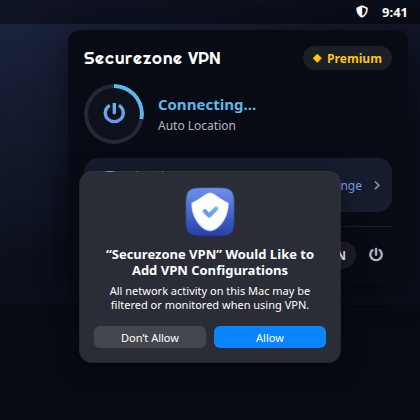 9:41
Securezone VPN
Premium
Connecting...
Auto Location
“Securezone VPN” Would Like to
Add VPN Configurations
All network activity on this Mac may be
filtered or monitored when using VPN.
Don’t Allow
Allow